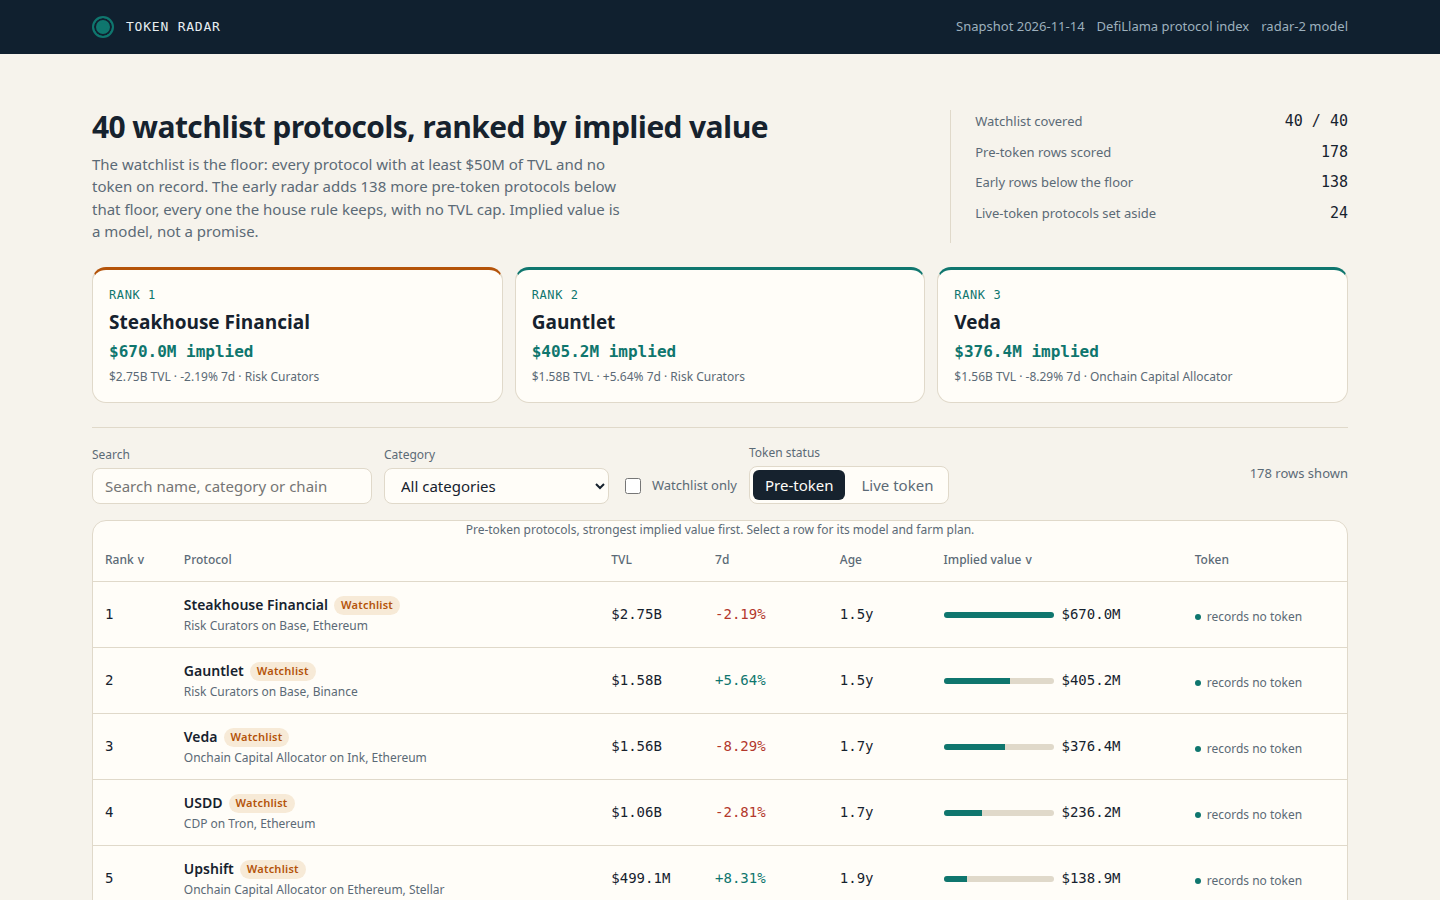 TOKEN RADAR
Snapshot 2026-11-14 DefiLlama protocol index radar-2 model
40 watchlist protocols, ranked by implied value
The watchlist is the floor: every protocol with at least $50M of TVL and no
token on record. The early radar adds 138 more pre-token protocols below
that floor, every one the house rule keeps, with no TVL cap. Implied value is
a model, not a promise.
Watchlist covered 40 / 40
Pre-token rows scored 178
Early rows below the floor 138
Live-token protocols set aside 24
RANK 1
Steakhouse Financial
$670.0M implied
$2.75B TVL · -2.19% 7d · Risk Curators
RANK 2
Gauntlet
$405.2M implied
$1.58B TVL · +5.64% 7d · Risk Curators
RANK 3
Veda
$376.4M implied
$1.56B TVL · -8.29% 7d · Onchain Capital Allocator
Search
Search name, category or chain
Category
All categories
Watchlist only
Token status
Pre-token Live token
178 rows shown
Pre-token protocols, strongest implied value first. Select a row for its model and farm plan.
Rank v Protocol TVL 7d Age Implied value v Token
1 Steakhouse Financial Watchlist $2.75B -2.19% 1.5y $670.0M records no token
Risk Curators on Base, Ethereum
2 Gauntlet Watchlist $1.58B +5.64% 1.5y $405.2M records no token
Risk Curators on Base, Binance
3 Veda Watchlist $1.56B -8.29% 1.7y $376.4M records no token
Onchain Capital Allocator on Ink, Ethereum
4 USDD Watchlist $1.06B -2.81% 1.7y $236.2M records no token
CDP on Tron, Ethereum
5 Upshift Watchlist $499.1M +8.31% 1.9y $138.9M records no token
Onchain Capital Allocator on Ethereum, Stellar